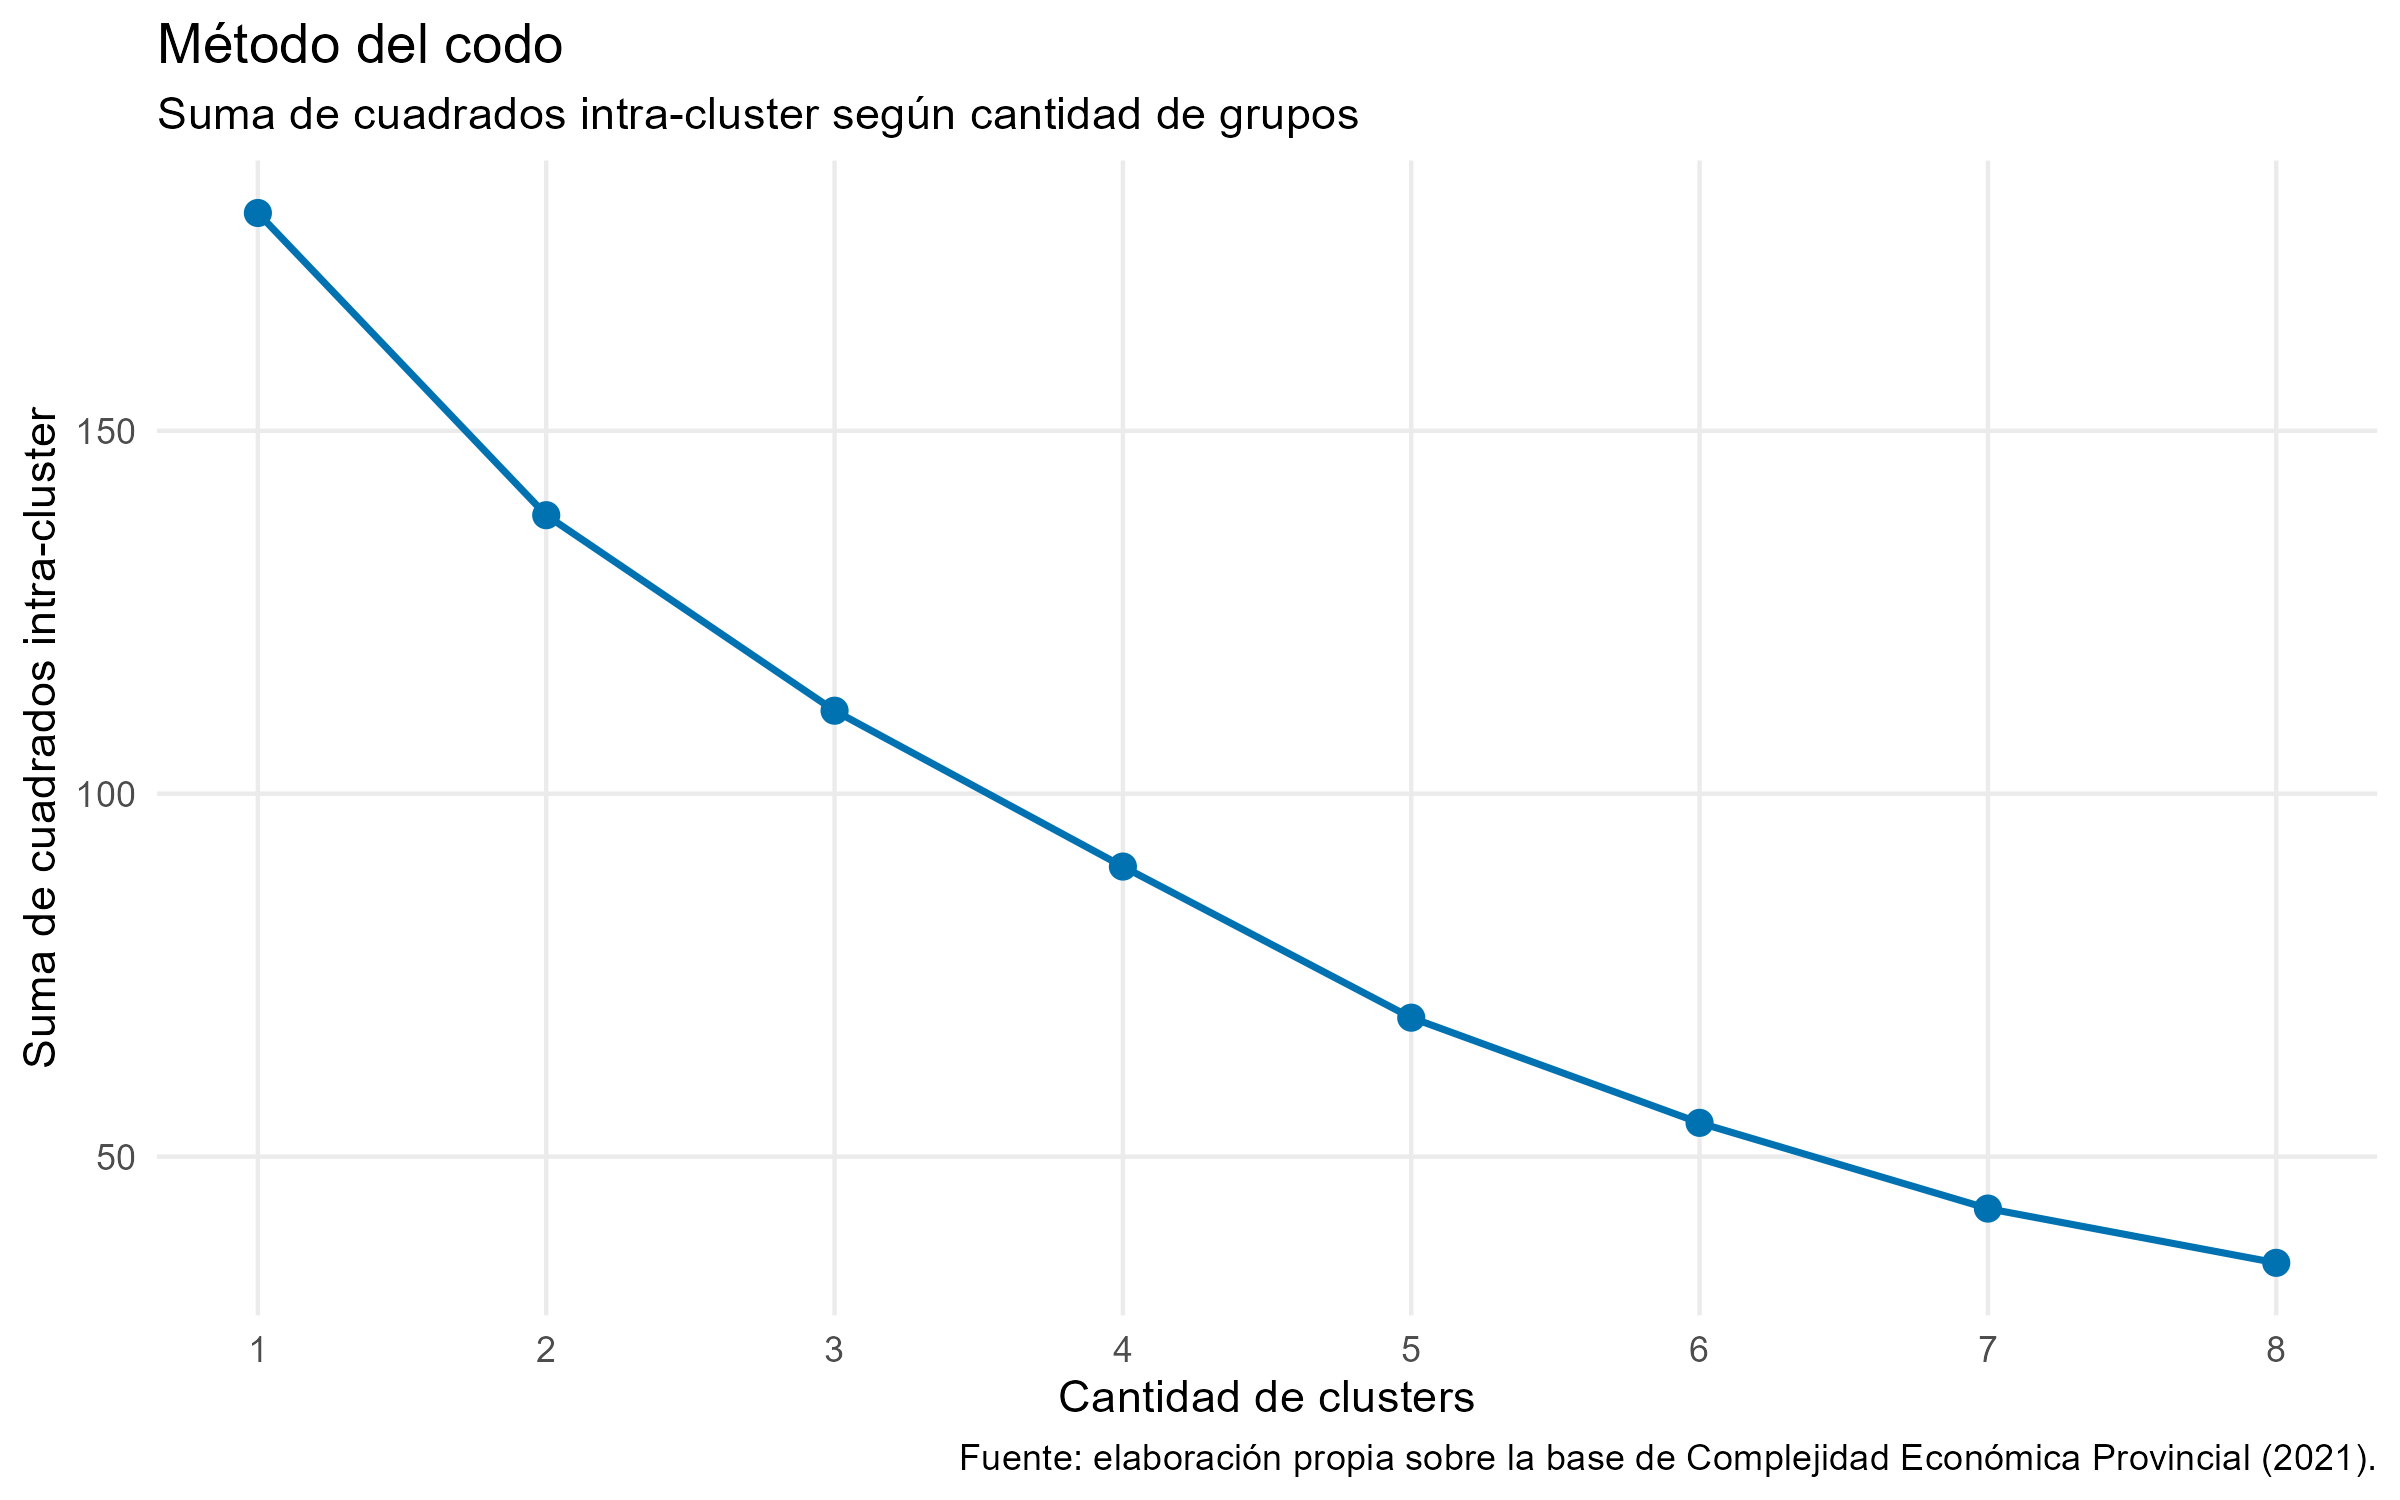 Método del codo
Suma de cuadrados intra-cluster según cantidad de grupos
Suma de cuadrados intra-cluster
150
100
50
1 2 3 4 5 6 7 8
Cantidad de clusters
Fuente: elaboración propia sobre la base de Complejidad Económica Provincial (2021).